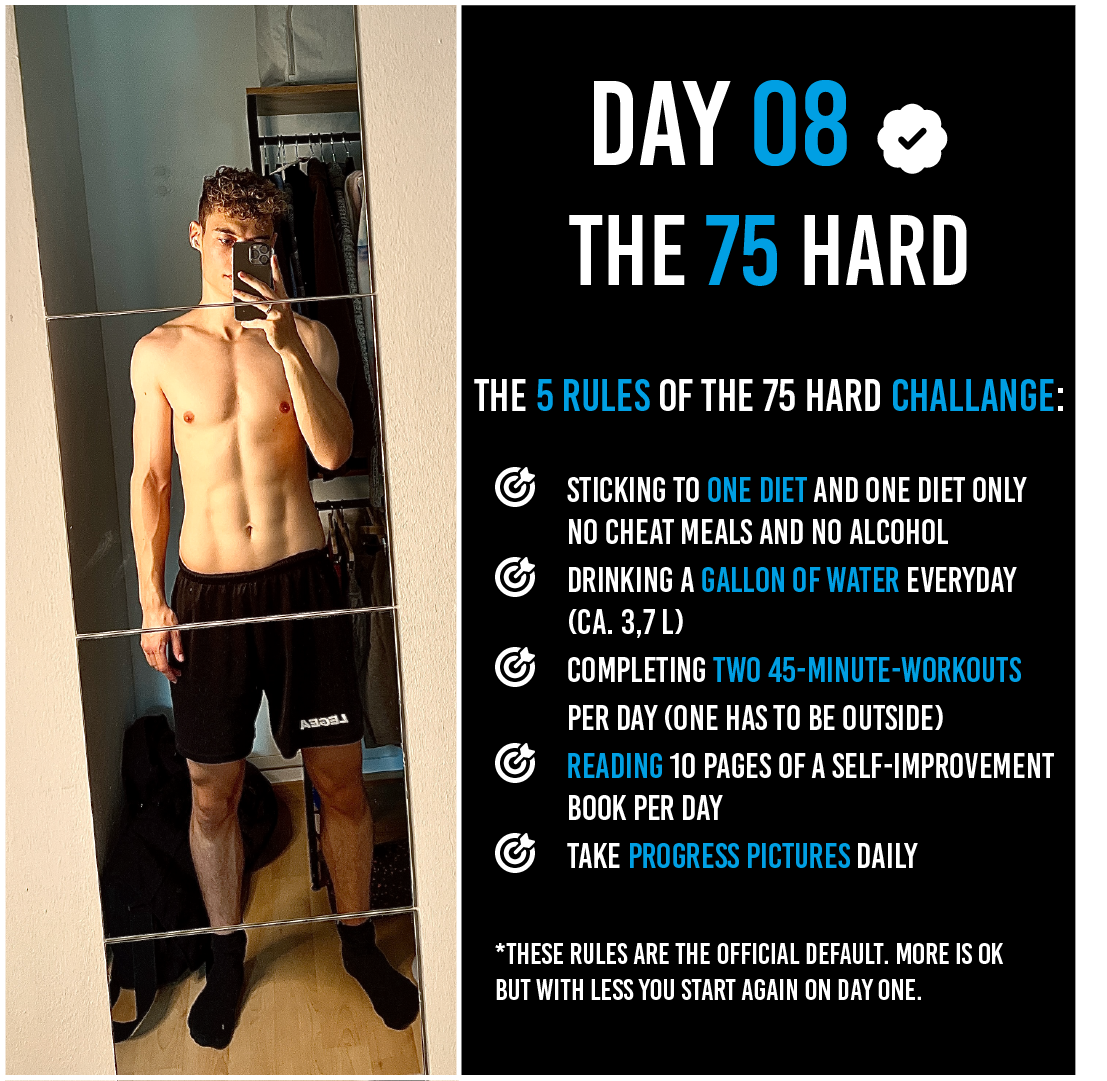 DAY 08
THE 75 HARD
THE 5 RULES OF THE 75 HARD CHALLANGE:
STICKING TO ONE DIET AND ONE DIET ONLY
NO CHEAT MEALS AND NO ALCOHOL
DRINKING A GALLON OF WATER EVERYDAY
(CA. 3,7 L)
COMPLETING TWO 45-MINUTE-WORKOUTS
PER DAY (ONE HAS TO BE OUTSIDE)
READING 10 PAGES OF A SELF-IMPROVEMENT
BOOK PER DAY
TAKE PROGRESS PICTURES DAILY
*THESE RULES ARE THE OFFICIAL DEFAULT. MORE IS OK
BUT WITH LESS YOU START AGAIN ON DAY ONE.
LEGEA